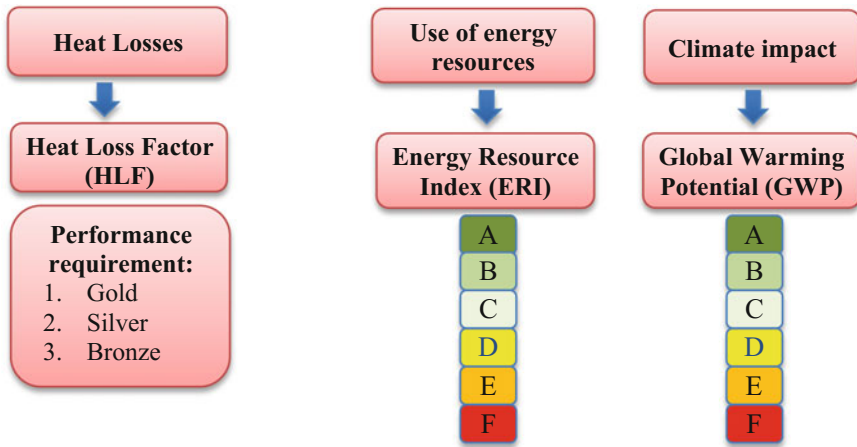 Heat Losses
Heat Loss Factor
(HLF)
Performance
requirement:
1. Gold
2. Silver
3. Bronze
Use of energy
resources
Energy Resource
Index (ERI)
A
B
C
D
E
F
Climate impact
Global Warming
Potential (GWP)
A
B
C
D
E
F